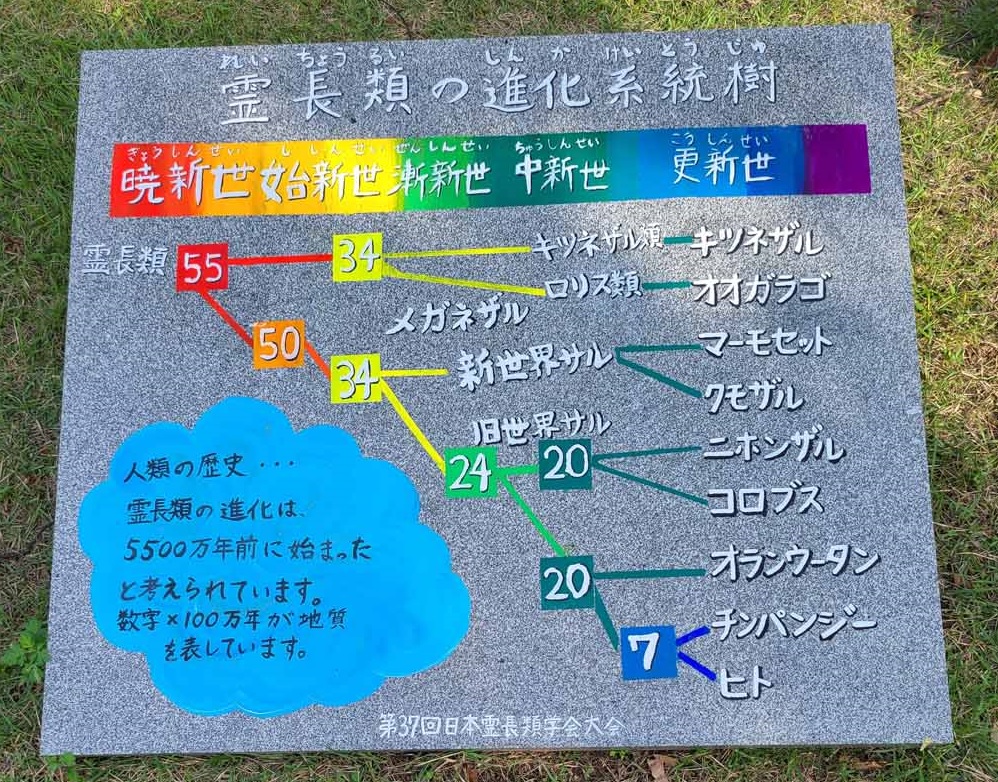 れいちょうるい しんかけいとうじゅ
霊長類の進化系統樹
ぎょうしんせい ししんせい ぜんしんせい ちゅうしんせい こうしんせい
暁新世 始新世 漸新世 中新世 更新世
霊長類 55 34 キツネザル類 キツネザル
ロリス類 オオガラゴ
メガネザル
50 34 新世界サル マーモセット
クモザル
旧世界サル
24 20 ニホンザル
コロブス
20 オランウータン
7 チンパンジー
ヒト
人類の歴史・・・
霊長類の進化は、
5500万年前に始まった
と考えられています。
数字×100万年が地質
を表しています。
第37回日本霊長類学会大会